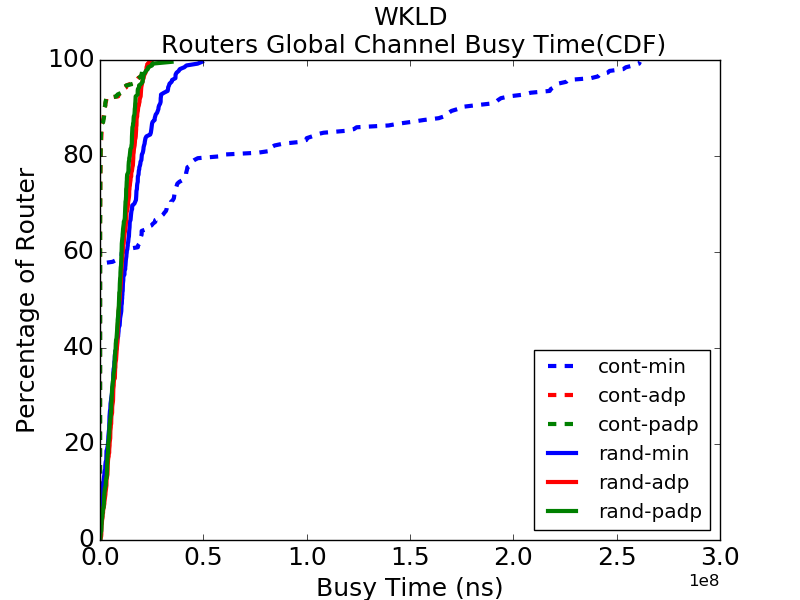 WKLD
Routers Global Channel Busy Time(CDF)
100
80
60
40
20
0
Percentage of Router
0.0 0.5 1.0 1.5 2.0 2.5 3.0
1e8
Busy Time (ns)
cont-min
cont-adp
cont-padp
rand-min
rand-adp
rand-padp